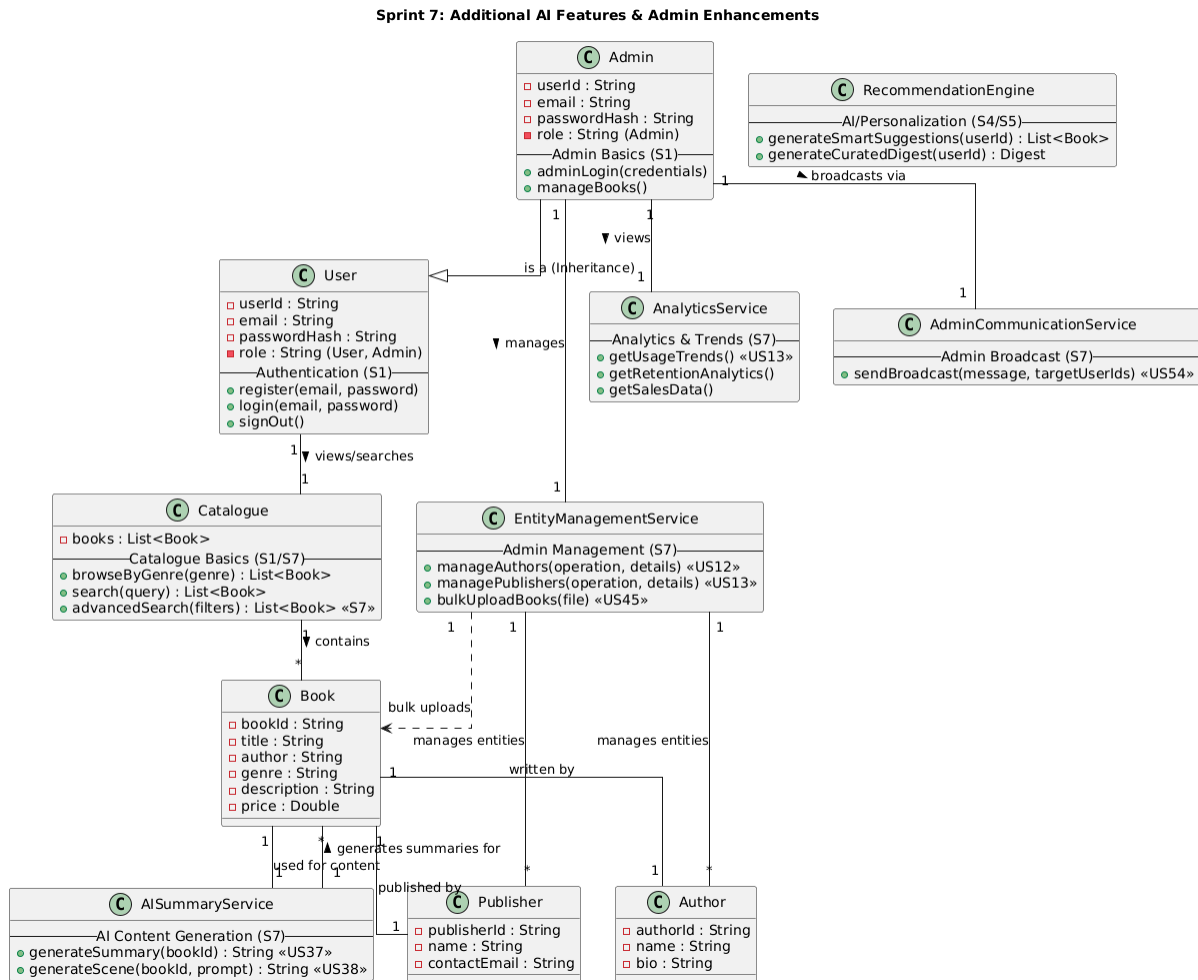 Sprint 7: Additional AI Features & Admin Enhancements
C Admin
userId : String
email : String
passwordHash : String
role : String (Admin)
Admin Basics (S1)
adminLogin(credentials)
manageBooks()
C RecommendationEngine
AI/Personalization (S4/S5)
generateSmartSuggestions(userId) : List<Book>
generateCuratedDigest(userId) : Digest
1
broadcasts via
1
1
1
views
1
is a (Inheritance)
manages
1
C User
userId : String
email : String
passwordHash : String
role : String (User, Admin)
Authentication (S1)
register(email, password)
login(email, password)
signOut()
C AnalyticsService
Analytics & Trends (S7)
getUsageTrends() «US13»
getRetentionAnalytics()
getSalesData()
C AdminCommunicationService
Admin Broadcast (S7)
sendBroadcast(message, targetUserIds) «US54»
1
views/searches
1
C Catalogue
books : List<Book>
Catalogue Basics (S1/S7)
browseByGenre(genre) : List<Book>
search(query) : List<Book>
advancedSearch(filters) : List<Book> «S7»
C EntityManagementService
Admin Management (S7)
manageAuthors(operation, details) «US12»
managePublishers(operation, details) «US13»
bulkUploadBooks(file) «US45»
1
contains
*
1
1
1
bulk uploads
manages entities
manages entities
C Book
bookId : String
title : String
author : String
genre : String
description : String
price : Double
1
written by
1
1
*
1
generates summaries for
used for content
1
1
published by
1
*
*
C AISummaryService
AI Content Generation (S7)
generateSummary(bookId) : String «US37»
generateScene(bookId, prompt) : String «US38»
C Publisher
publisherId : String
name : String
contactEmail : String
C Author
authorId : String
name : String
bio : String